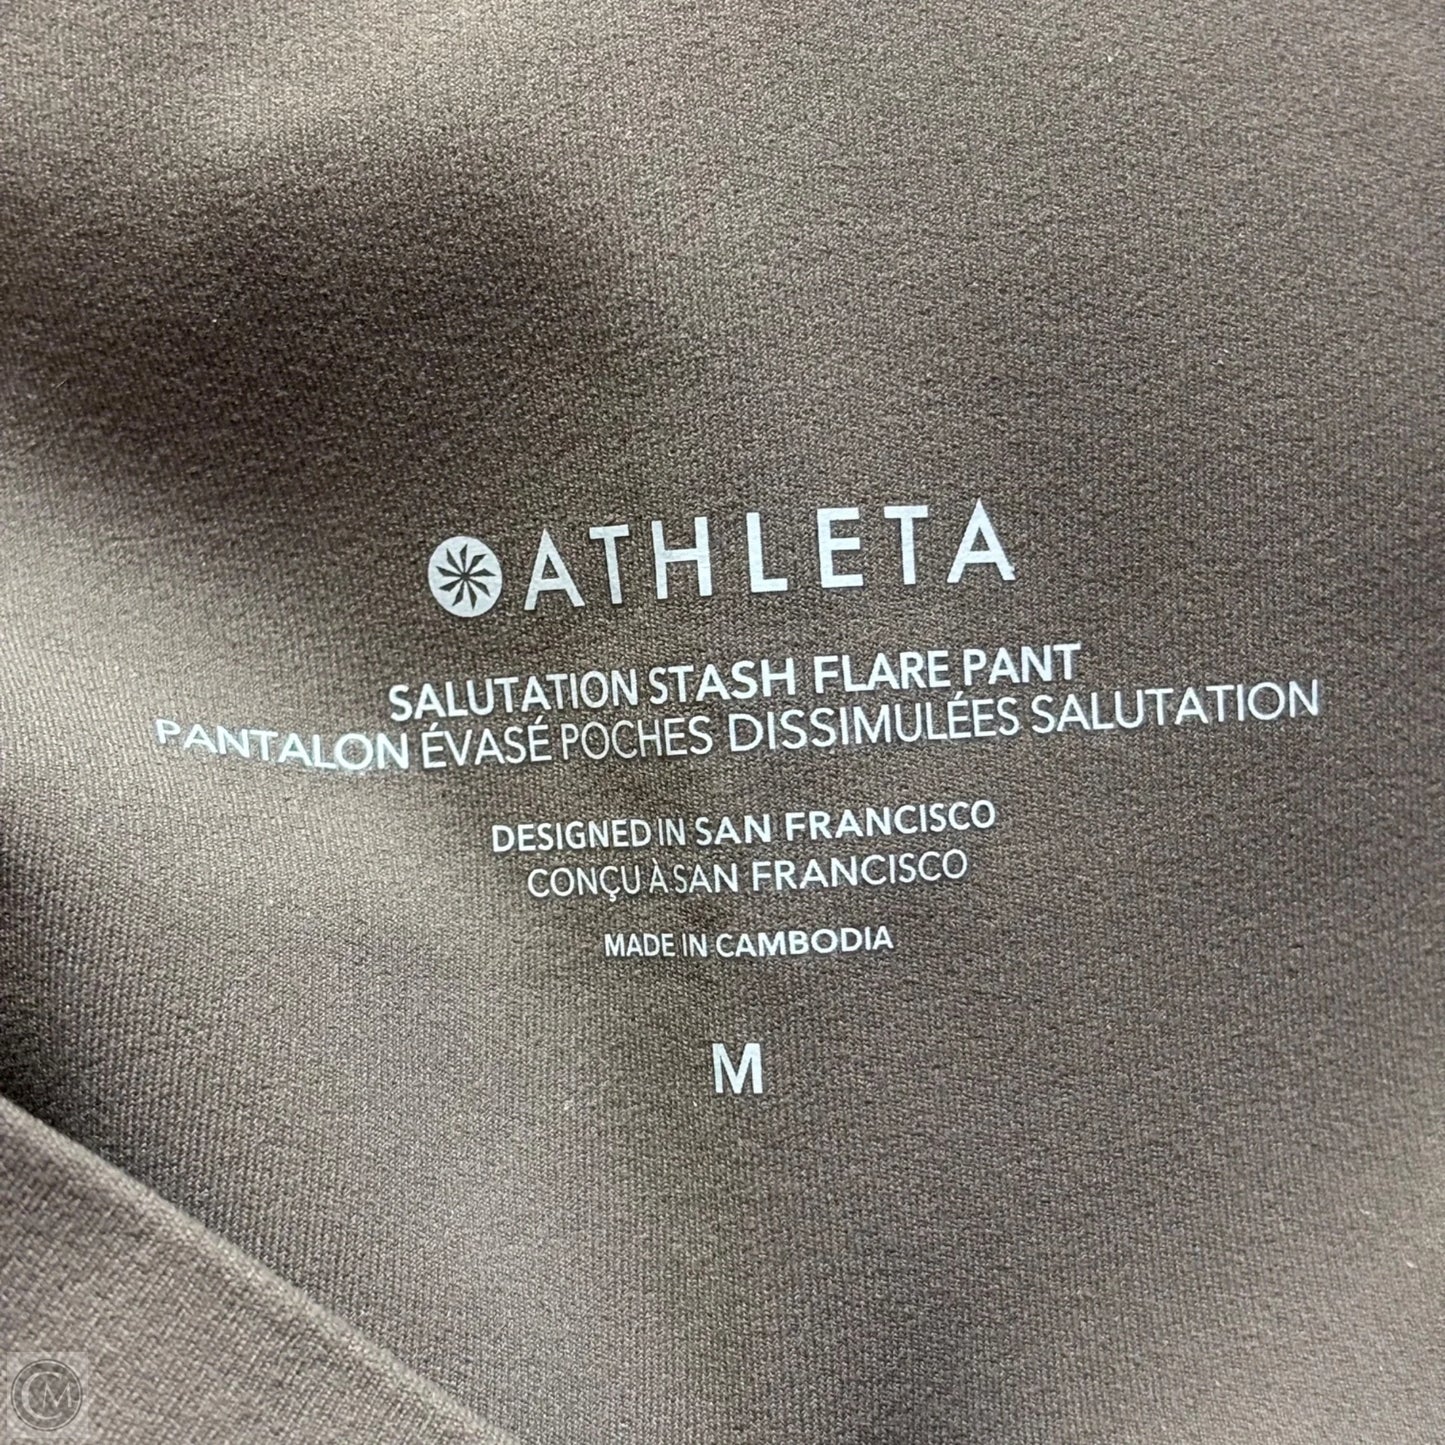 ATHLETA
SALUTATION STASH FLARE PANT
PANTALON ÉVASÉ POCHES DISSIMULÉES SALUTATION
DESIGNED IN SAN FRANCISCO
CONÇU À SAN FRANCISCO
MADE IN CAMBODIA
M
CM